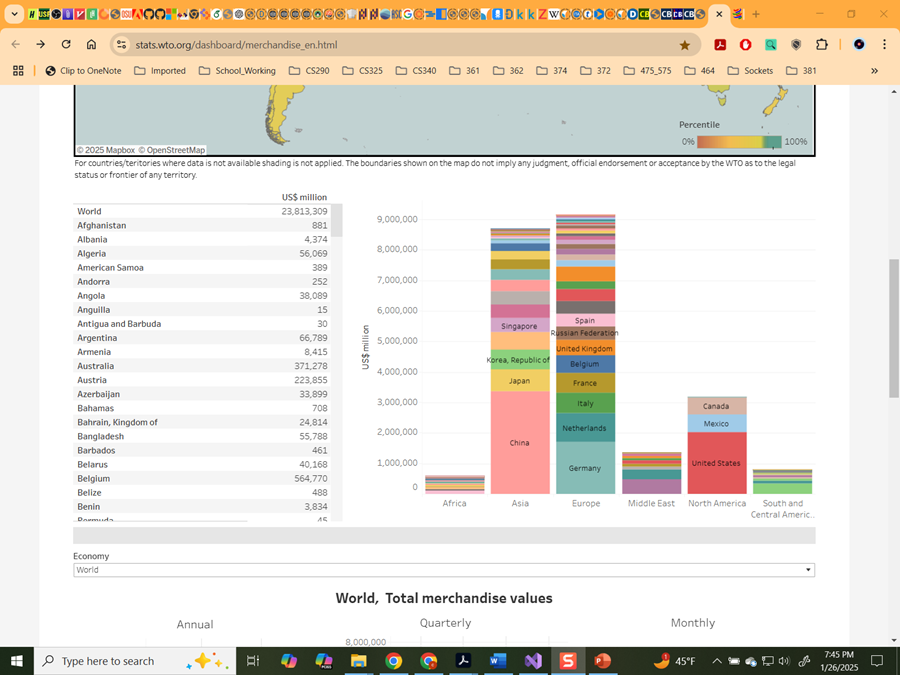 stats.wto.org/dashboard/merchandise_en.html
Clip to OneNote
Imported
School_Working
CS290
CS325
CS340
361
362
374
372
475_575
464
Sockets
381
»
Percentile
0%
100%
© 2025 Mapbox © OpenStreetMap
For countries/teritories where data is not available shading is not applied. The boundaries shown on the map do not imply any judgment, official endorsement or acceptance by the WTO as to the legal
status or frontier of any territory.
US$ million
World 23,813,309
Afghanistan 881
Albania 4,374
Algeria 56,069
American Samoa 389
Andorra 252
Angola 38,089
Anguilla 15
Antigua and Barbuda 30
Argentina 66,789
Armenia 8,415
Australia 371,278
Austria 223,855
Azerbaijan 33,899
Bahamas 708
Bahrain, Kingdom of 24,814
Bangladesh 55,788
Barbados 461
Belarus 40,168
Belgium 564,770
Belize 488
Benin 3,834
Bermuda 45
US$ million
9,000,000
8,000,000
7,000,000
6,000,000
5,000,000
4,000,000
3,000,000
2,000,000
1,000,000
0
Singapore
Korea, Republic of
Japan
China
Spain
Russian Federation
United Kingdom
Belgium
France
Italy
Netherlands
Germany
Canada
Mexico
United States
Africa
Asia
Europe
Middle East
North America
South and
Central Americ..
Economy
World
World, Total merchandise values
Annual
Quarterly
Monthly
8,000,000
Type here to search
45°F
7:45 PM
1/26/2025